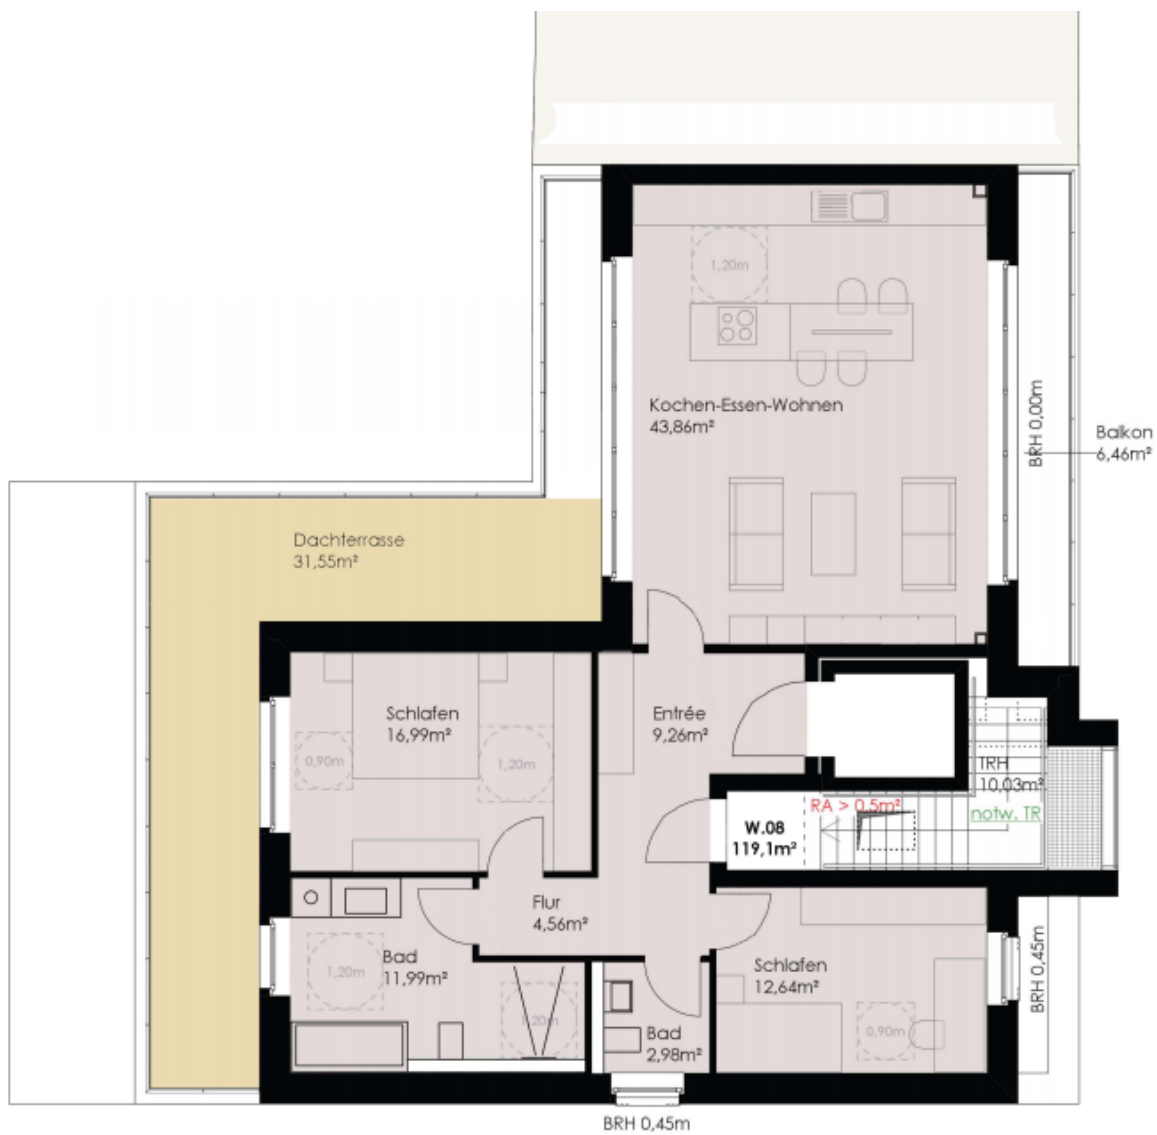 1,20m
Kochen-Essen-Wohnen
43,86m²
BRH 0,00m
Balkon
6,46m²
Dachterrasse
31,55m²
Schlafen
16,99m²
0,90m
1,20m
Entrée
9,26m²
TRH
10,03m²
RA > 0,5m²
notw. TR
W.08
119,1m²
Flur
4,56m²
Bad
11,99m²
1,20m
1,20m
Schlafen
12,64m²
0,90m
BRH 0,45m
Bad
2,98m²
BRH 0,45m